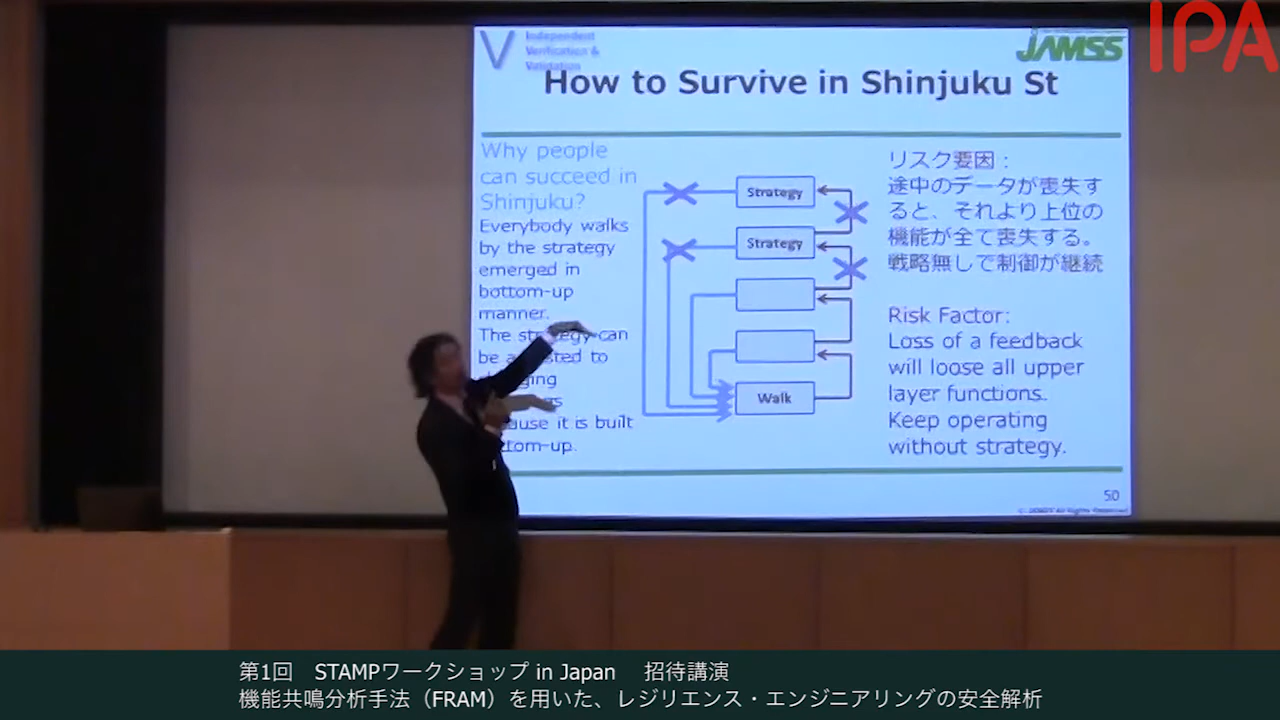 IPA
V
Independent
Verification &
Validation
JAMSS
How to Survive in Shinjuku St
Why people
can succeed in
Shinjuku?
Everybody walks
by the strategy
emerged in
bottom-up
manner.
The strategy can
be to
because it is built
bottom-up.
Strategy
Strategy
Walk
リスク要因：
途中のデータが喪失す
ると、それより上位の
機能が全て喪失する。
戦略無しで制御が継続
Risk Factor:
Loss of a feedback
will loose all upper
layer functions.
Keep operating
without strategy.
50
第1回　STAMPワークショップ in Japan　招待講演
機能共鳴分析手法（FRAM）を用いた、レジリエンス・エンジニアリングの安全解析